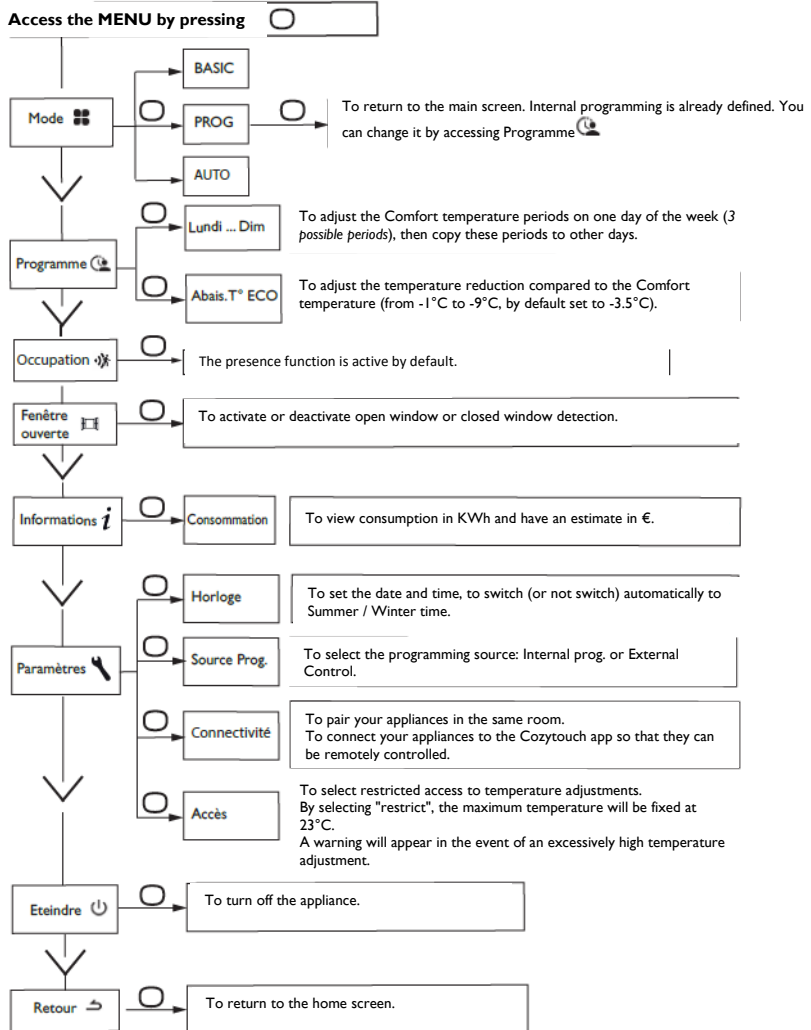 Access the MENU by pressing
BASIC
Mode
PROG
To return to the main screen. Internal programming is already defined. You
can change it by accessing Programme
AUTO
Lundi ... Dim
To adjust the Comfort temperature periods on one day of the week (3
possible periods), then copy these periods to other days.
Programme
Abais.T° ECO
To adjust the temperature reduction compared to the Comfort
temperature (from -1°C to -9°C, by default set to -3.5°C).
Occupation
The presence function is active by default.
Fenêtre
ouverte
To activate or deactivate open window or closed window detection.
Informations i
Consommation
To view consumption in KWh and have an estimate in €.
Horloge
To set the date and time, to switch (or not switch) automatically to
Summer / Winter time.
Paramètres
Source Prog.
To select the programming source: Internal prog. or External
Control.
Connectivité
To pair your appliances in the same room.
To connect your appliances to the Cozytouch app so that they can
be remotely controlled.
Accès
To select restricted access to temperature adjustments.
By selecting "restrict", the maximum temperature will be fixed at
23°C.
A warning will appear in the event of an excessively high temperature
adjustment.
Eteindre
To turn off the appliance.
Retour
To return to the home screen.